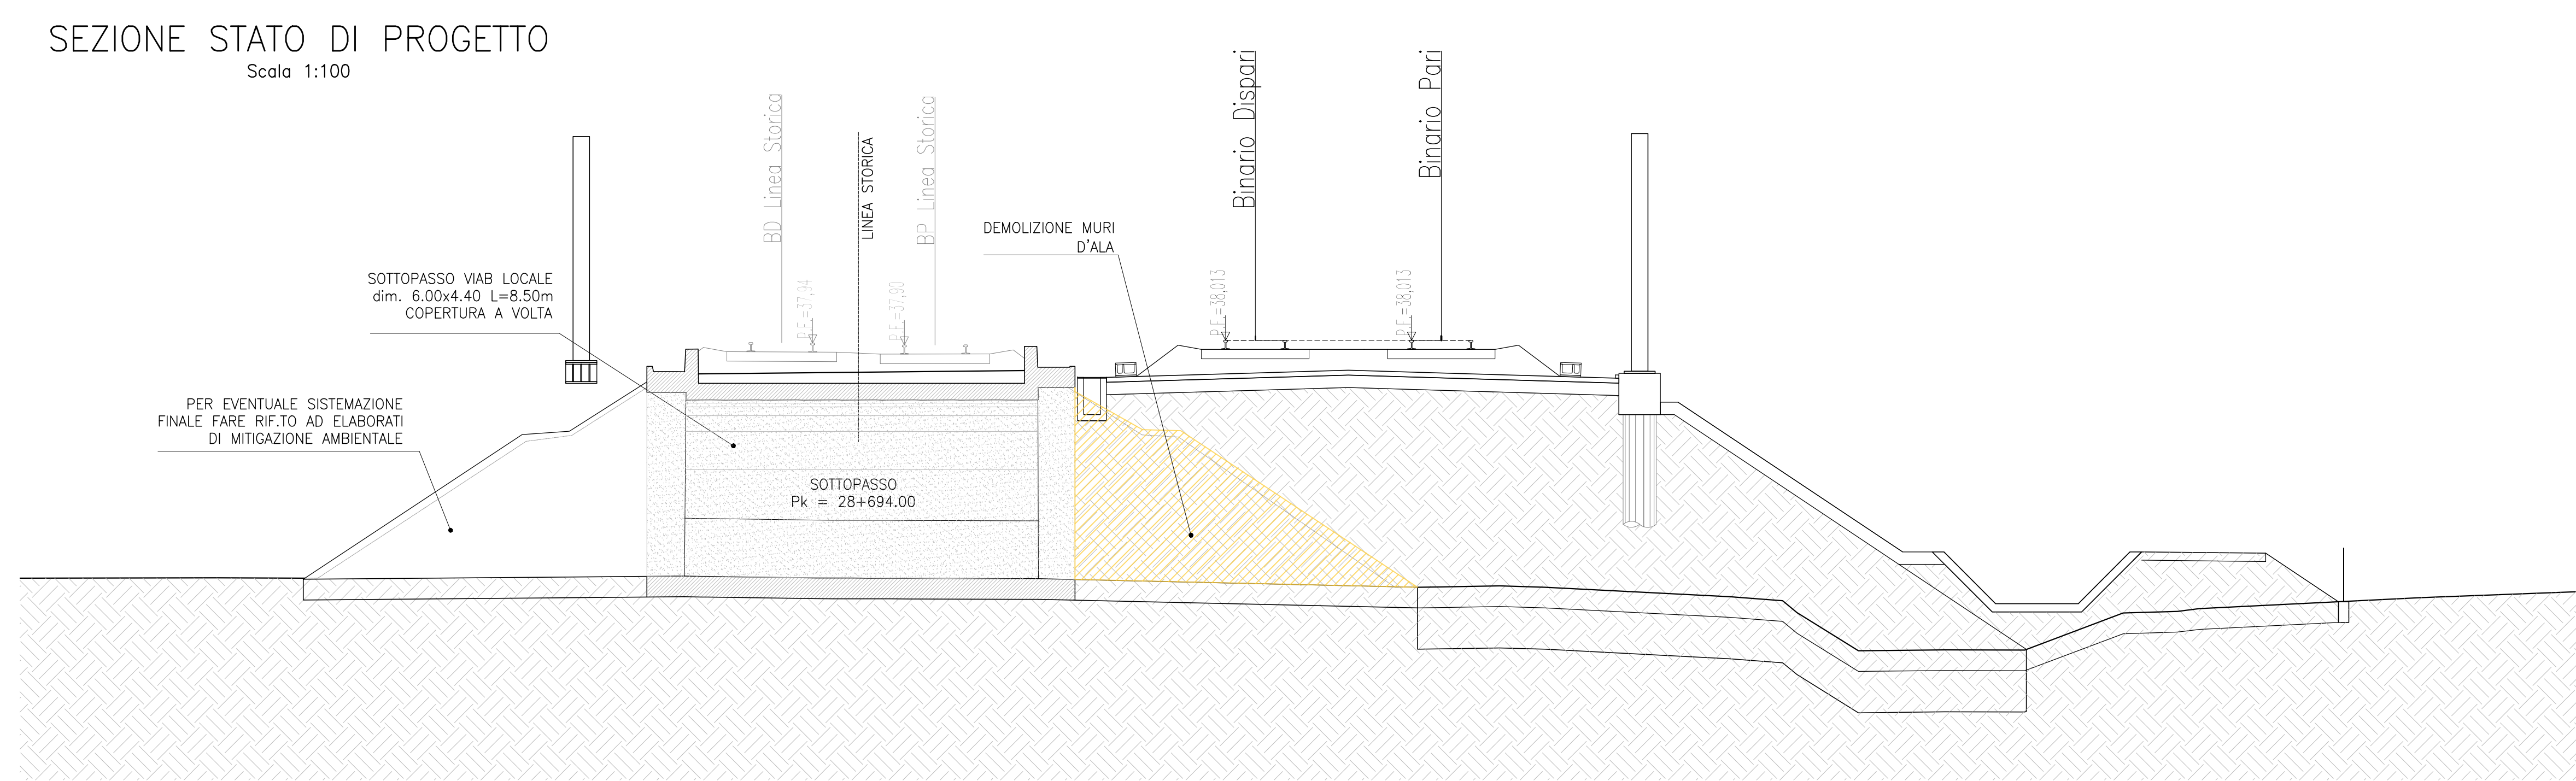 SEZIONE STATO DI PROGETTO
Scala 1:100
BD Linea Storica
LINEA STORICA
BP Linea Storica
Binario Dispari
Binario Pari
DEMOLIZIONE MURI
D'ALA
SOTTOPASSO VIAB LOCALE
dim. 6.00x4.40 L=8.50m
COPERTURA A VOLTA
P.F.=37,94
P.F.=37,90
P.F.=38,013
P.F.=38,013
PER EVENTUALE SISTEMAZIONE
FINALE FARE RIF.TO AD ELABORATI
DI MITIGAZIONE AMBIENTALE
SOTTOPASSO
Pk = 28+694.00